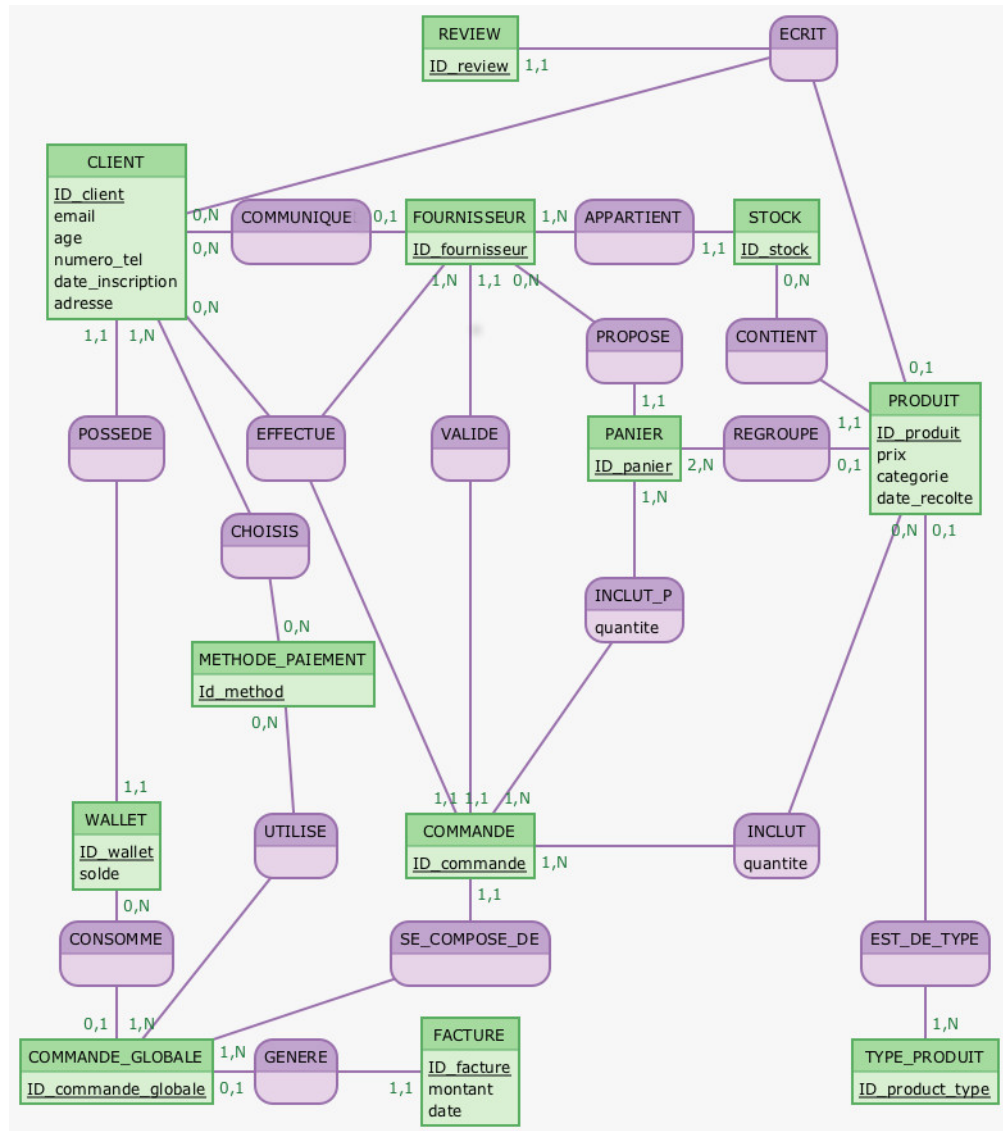 REVIEW
ID_review
1,1
ECRIT
CLIENT
ID_client
email
age
numero_tel
date_inscription
adresse
0,N
0,N
0,N
1,1
1,N
COMMUNIQUE
0,1
FOURNISSEUR
ID_fournisseur
1,N
1,N
1,1
0,N
APPARTIENT
1,1
STOCK
ID_stock
0,N
PROPOSE
1,1
CONTIENT
1,1
0,1
PRODUIT
ID_produit
prix
categorie
date_recolte
0,N
0,1
POSSEDE
EFFECTUE
VALIDE
PANIER
ID_panier
2,N
1,N
REGROUPE
0,1
CHOISIS
0,N
INCLUT_P
quantite
METHODE_PAIEMENT
Id_method
0,N
1,1
WALLET
ID_wallet
solde
0,N
UTILISE
1,1
1,1
1,N
COMMANDE
ID_commande
1,N
1,1
INCLUT
quantite
CONSOMME
0,1
1,N
SE_COMPOSE_DE
EST_DE_TYPE
1,N
COMMANDE_GLOBALE
ID_commande_globale
1,N
0,1
GENERE
1,1
FACTURE
ID_facture
montant
date
TYPE_PRODUIT
ID_product_type